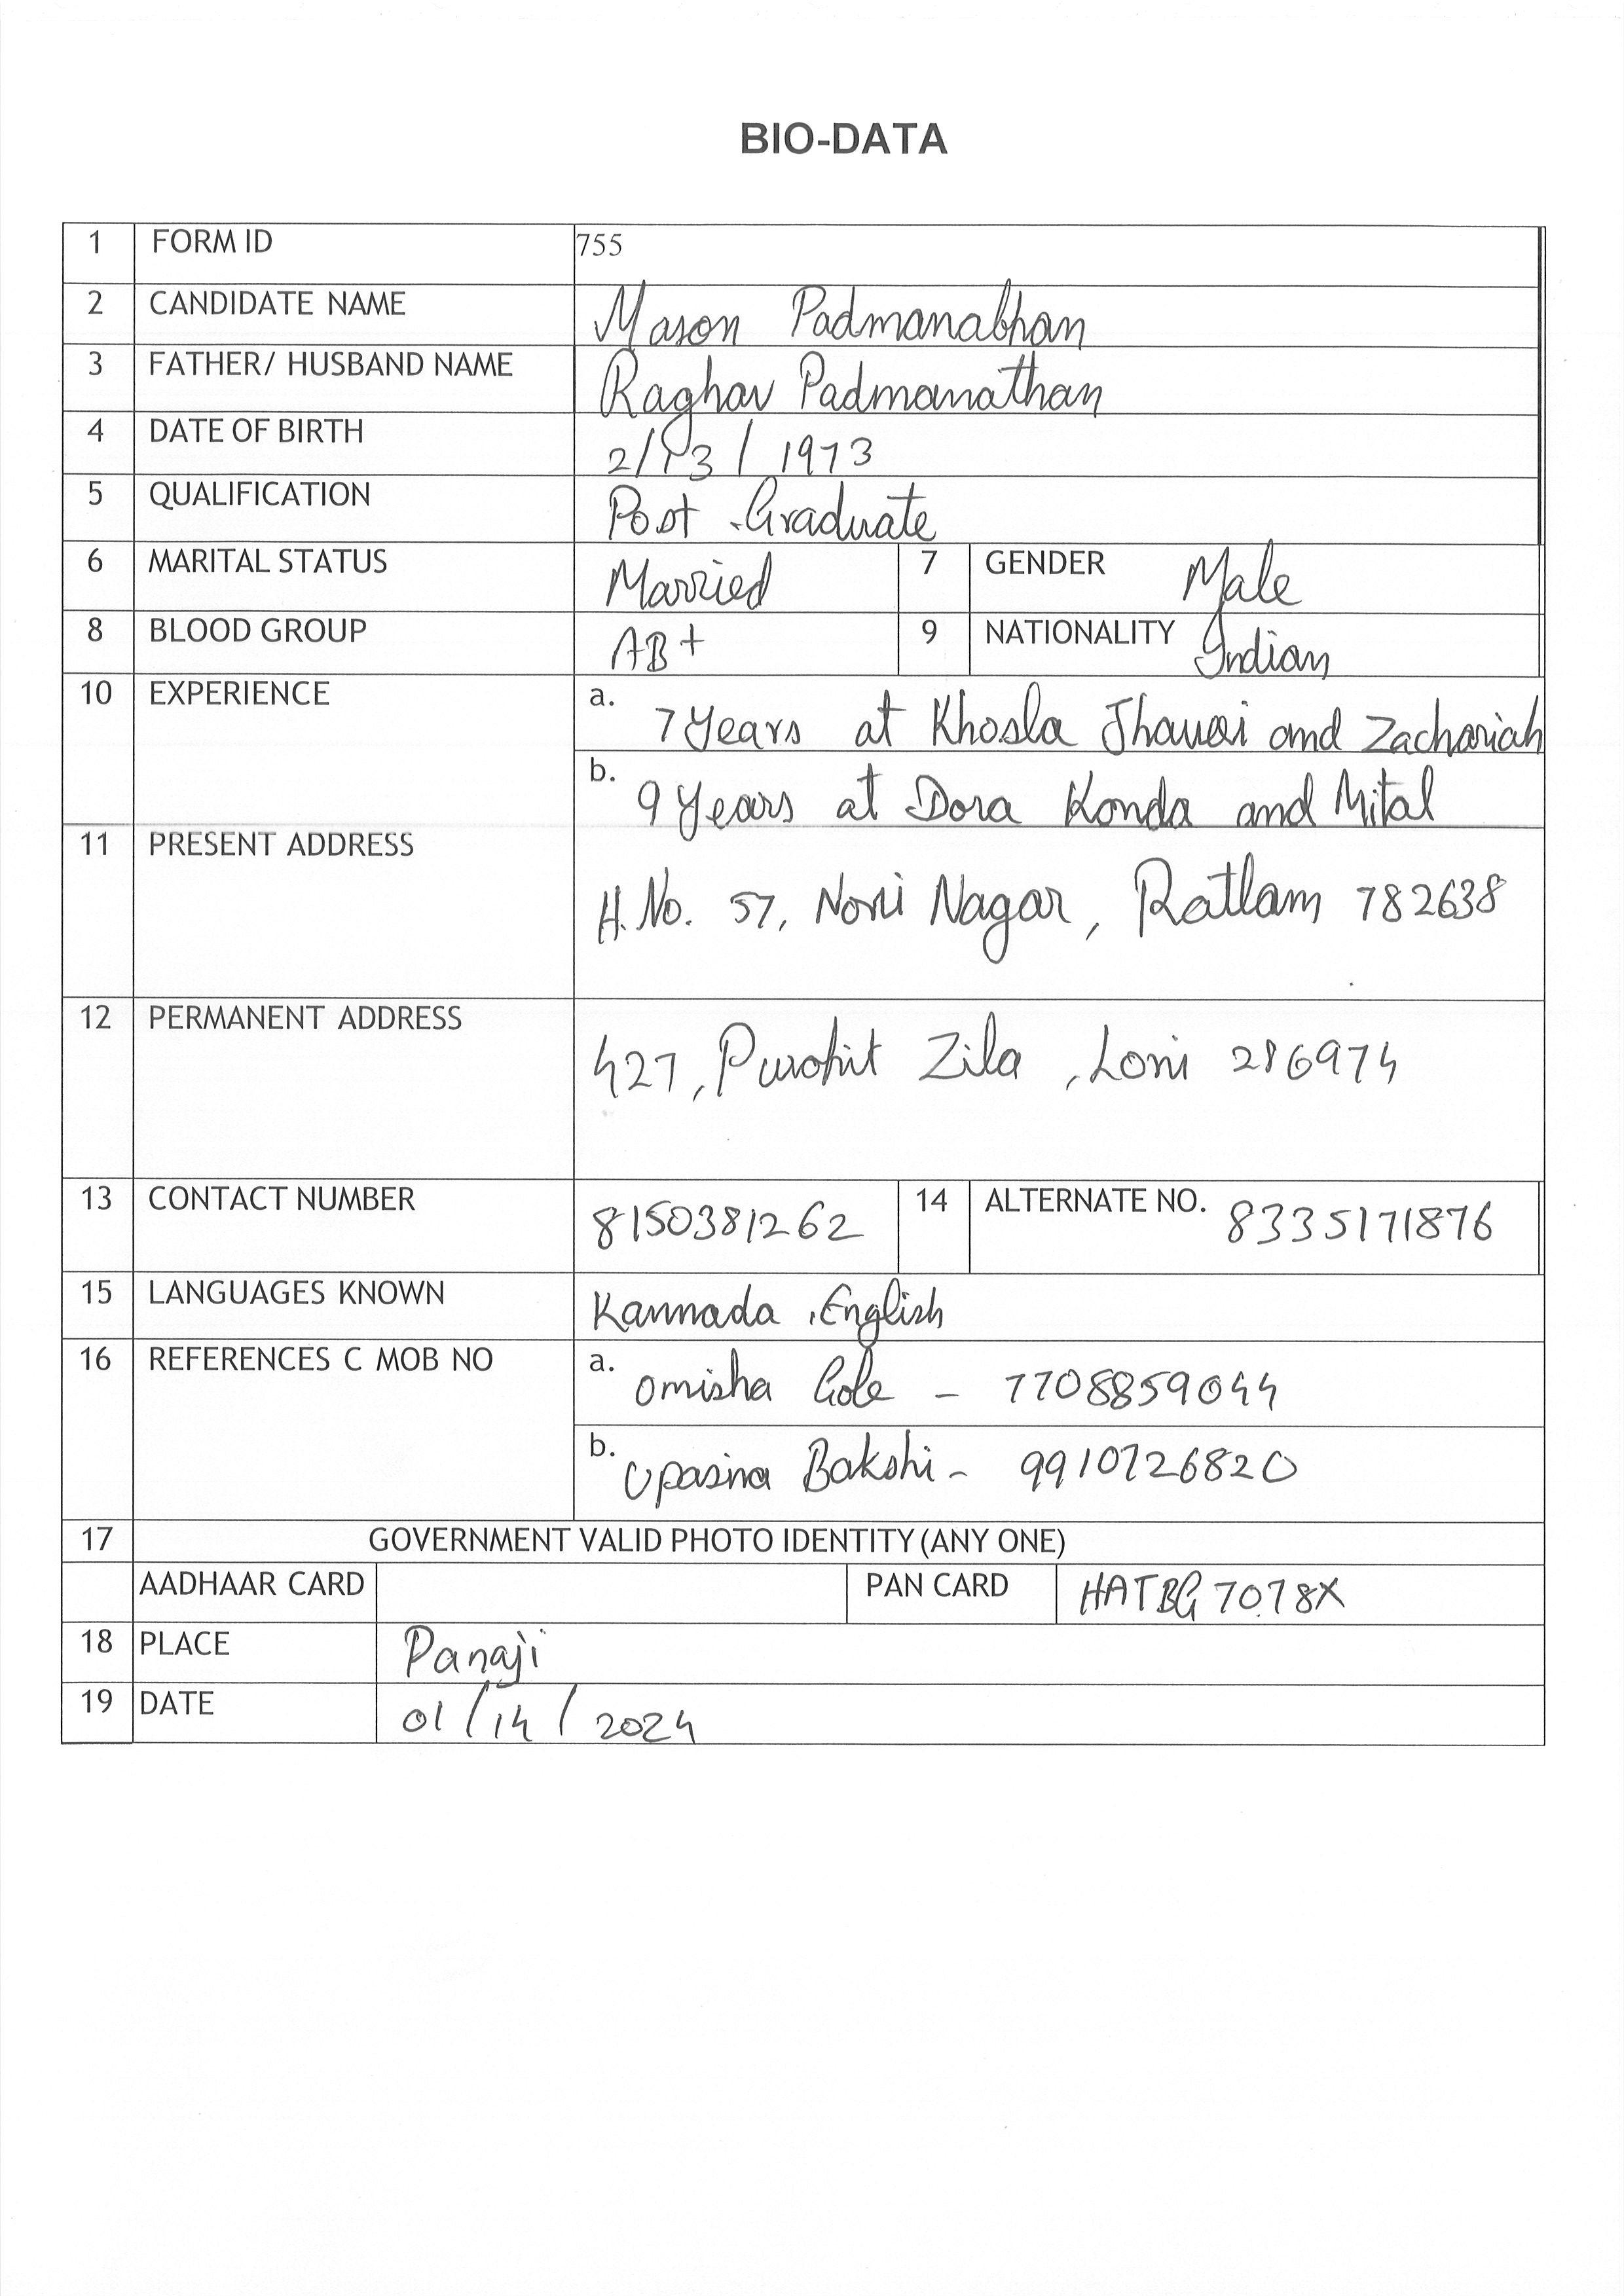 BIO-DATA
1 FORM ID 755
2 CANDIDATE NAME Mason Padmanabhan
3 FATHER/ HUSBAND NAME Raghav Padmanathan
4 DATE OF BIRTH 2/13/1973
5 QUALIFICATION Post Graduate
6 MARITAL STATUS Married 7 GENDER Male
8 BLOOD GROUP AB+ 9 NATIONALITY Indian
10 EXPERIENCE a. 7 Years at Khosla Jhaveri and Zachariah
b. 9 Years at Dora Konda and Mital
11 PRESENT ADDRESS
H.No. 57, Nagar, Ratlam 782638
12 PERMANENT ADDRESS
427, Purohit Zila, Loni 286974
13 CONTACT NUMBER 8150381262 14 ALTERNATE NO. 8335171876
15 LANGUAGES KNOWN Kannada, English
16 REFERENCES C MOB NO a. Omisha Gole - 7708859044
b. Upasna Bakshi - 9910726820
17 GOVERNMENT VALID PHOTO IDENTITY (ANY ONE)
AADHAAR CARD PAN CARD HATBG7078X
18 PLACE Panaji
19 DATE 01/14/2024